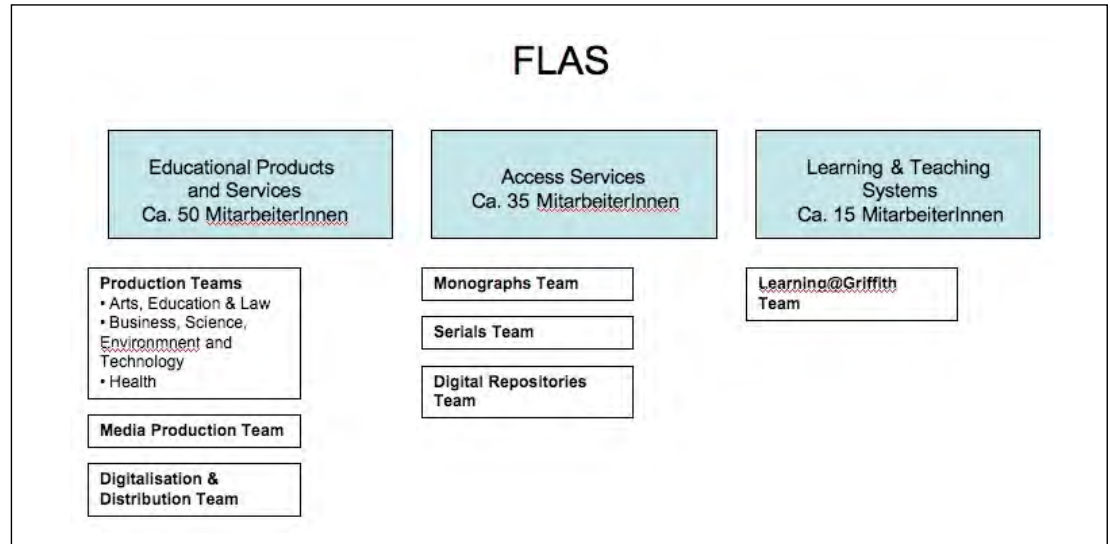 FLAS
Educational Products
and Services
Ca. 50 MitarbeiterInnen
Access Services
Ca. 35 MitarbeiterInnen
Learning & Teaching
Systems
Ca. 15 MitarbeiterInnen
Production Teams
• Arts, Education & Law
• Business, Science,
Environmnent and
Technology
• Health
Media Production Team
Digitalisation &
Distribution Team
Monographs Team
Serials Team
Digital Repositories
Team
Learning@Griffith
Team